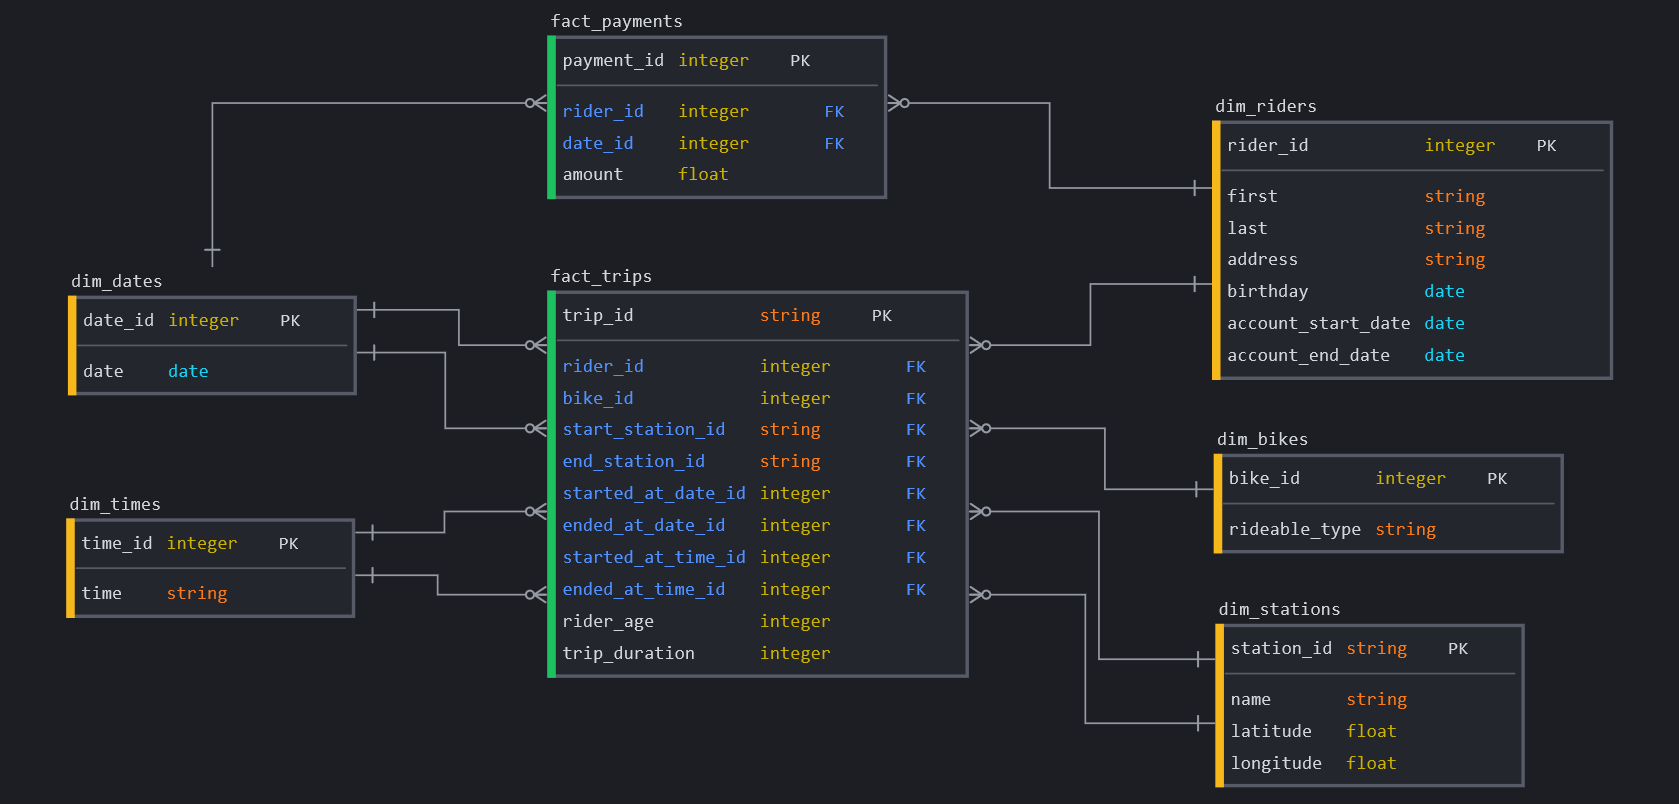 fact_payments
payment_id integer PK
rider_id integer FK
date_id integer FK
amount float
dim_riders
rider_id integer PK
first string
last string
address string
birthday date
account_start_date date
account_end_date date
dim_dates
date_id integer PK
date date
fact_trips
trip_id string PK
rider_id integer FK
bike_id integer FK
start_station_id string FK
end_station_id string FK
started_at_date_id integer FK
ended_at_date_id integer FK
started_at_time_id integer FK
ended_at_time_id integer FK
rider_age integer
trip_duration integer
dim_bikes
bike_id integer PK
rideable_type string
dim_times
time_id integer PK
time string
dim_stations
station_id string PK
name string
latitude float
longitude float